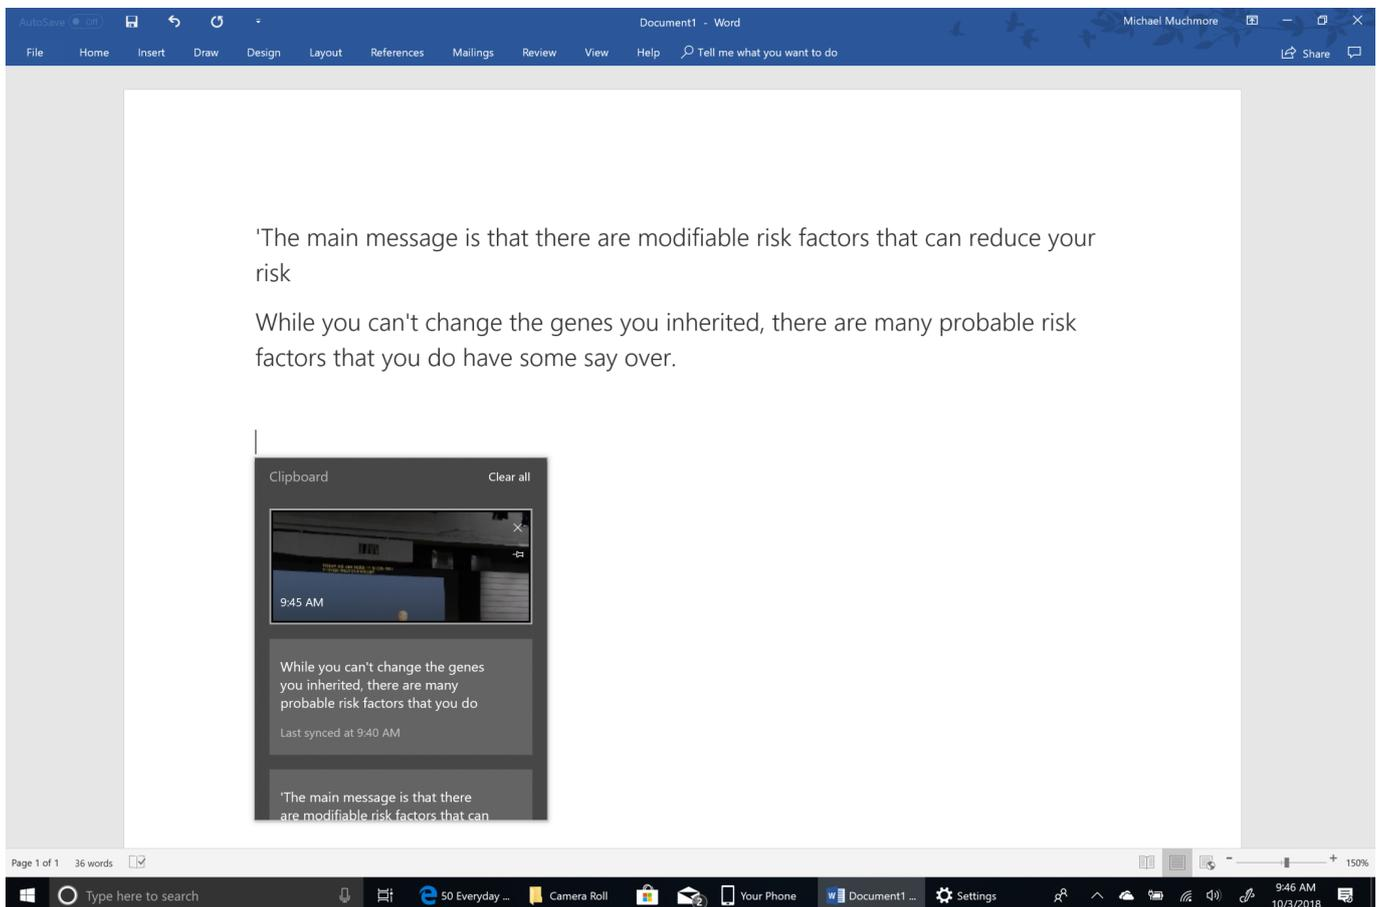 AutoSave Off
Document1 - Word
Michael Muchmore
File Home Insert Draw Design Layout References Mailings Review View Help Tell me what you want to do
Share
'The main message is that there are modifiable risk factors that can reduce your
risk
While you can't change the genes you inherited, there are many probable risk
factors that you do have some say over.
Clipboard Clear all
9:45 AM
While you can't change the genes
you inherited, there are many
probable risk factors that you do
Last synced at 9:40 AM
'The main message is that there
are modifiable risk factors that can
Page 1 of 1 36 words
150%
Type here to search
50 Everyday ...
Camera Roll
2
Your Phone
Document1 ...
Settings
9:46 AM
10/3/2018